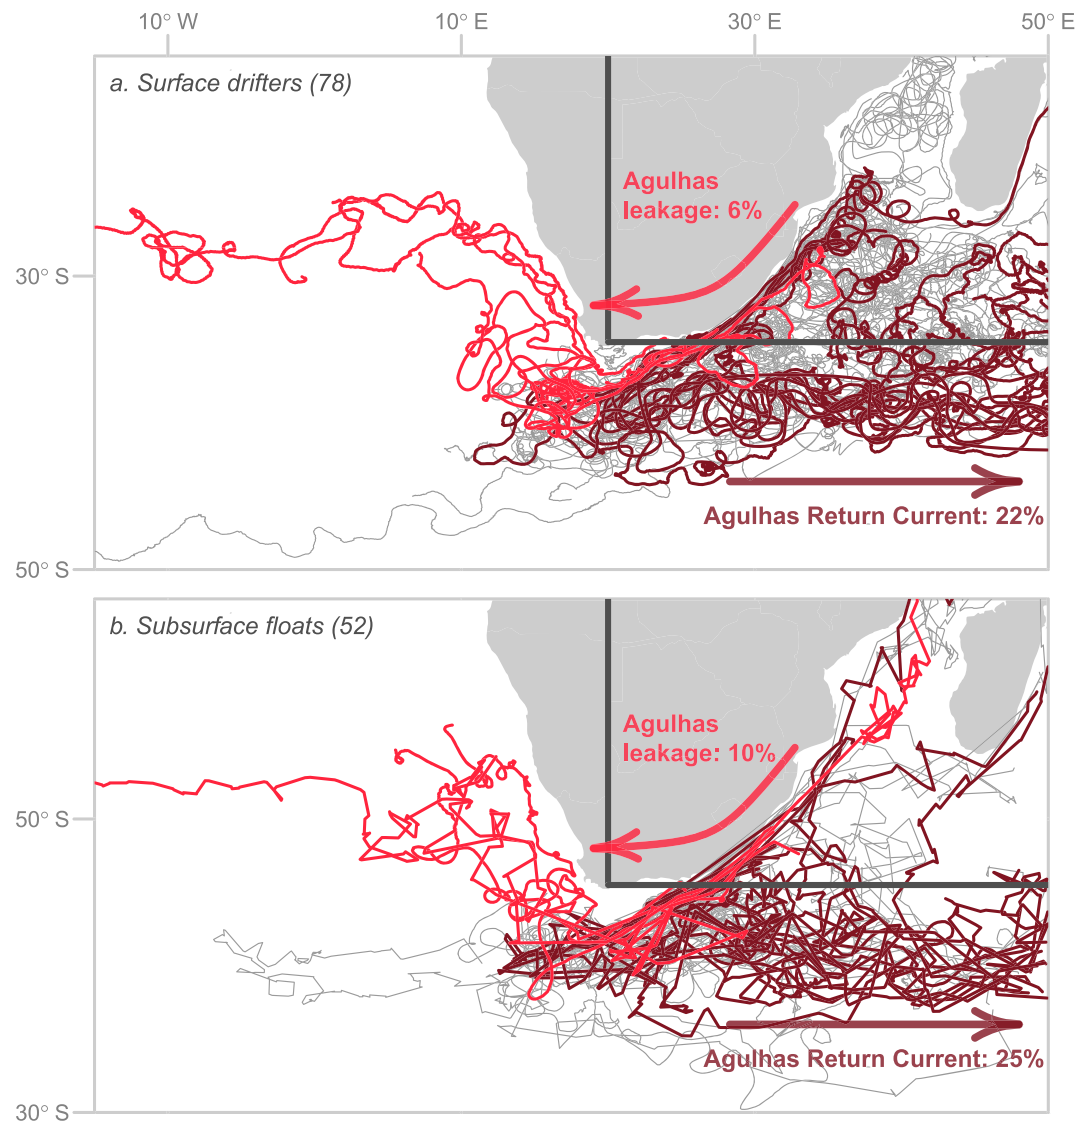 10° W 10° E 30° E 50° E
a. Surface drifters (78)
Agulhas
leakage: 6%
30° S
Agulhas Return Current: 22%
50° S
b. Subsurface floats (52)
Agulhas
leakage: 10%
50° S
Agulhas Return Current: 25%
30° S